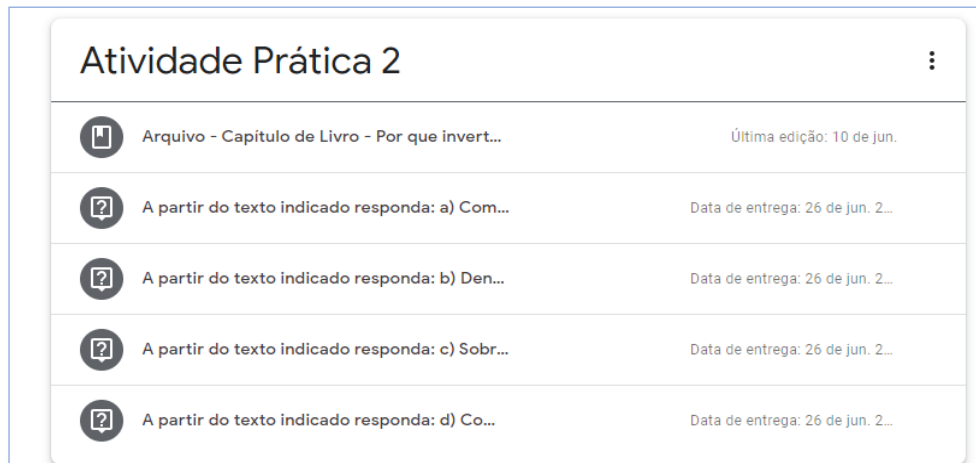 Atividade Prática 2
Arquivo - Capítulo de Livro - Por que invert... Última edição: 10 de jun.
A partir do texto indicado responda: a) Com... Data de entrega: 26 de jun. 2...
A partir do texto indicado responda: b) Den... Data de entrega: 26 de jun. 2...
A partir do texto indicado responda: c) Sobr... Data de entrega: 26 de jun. 2...
A partir do texto indicado responda: d) Co... Data de entrega: 26 de jun. 2...